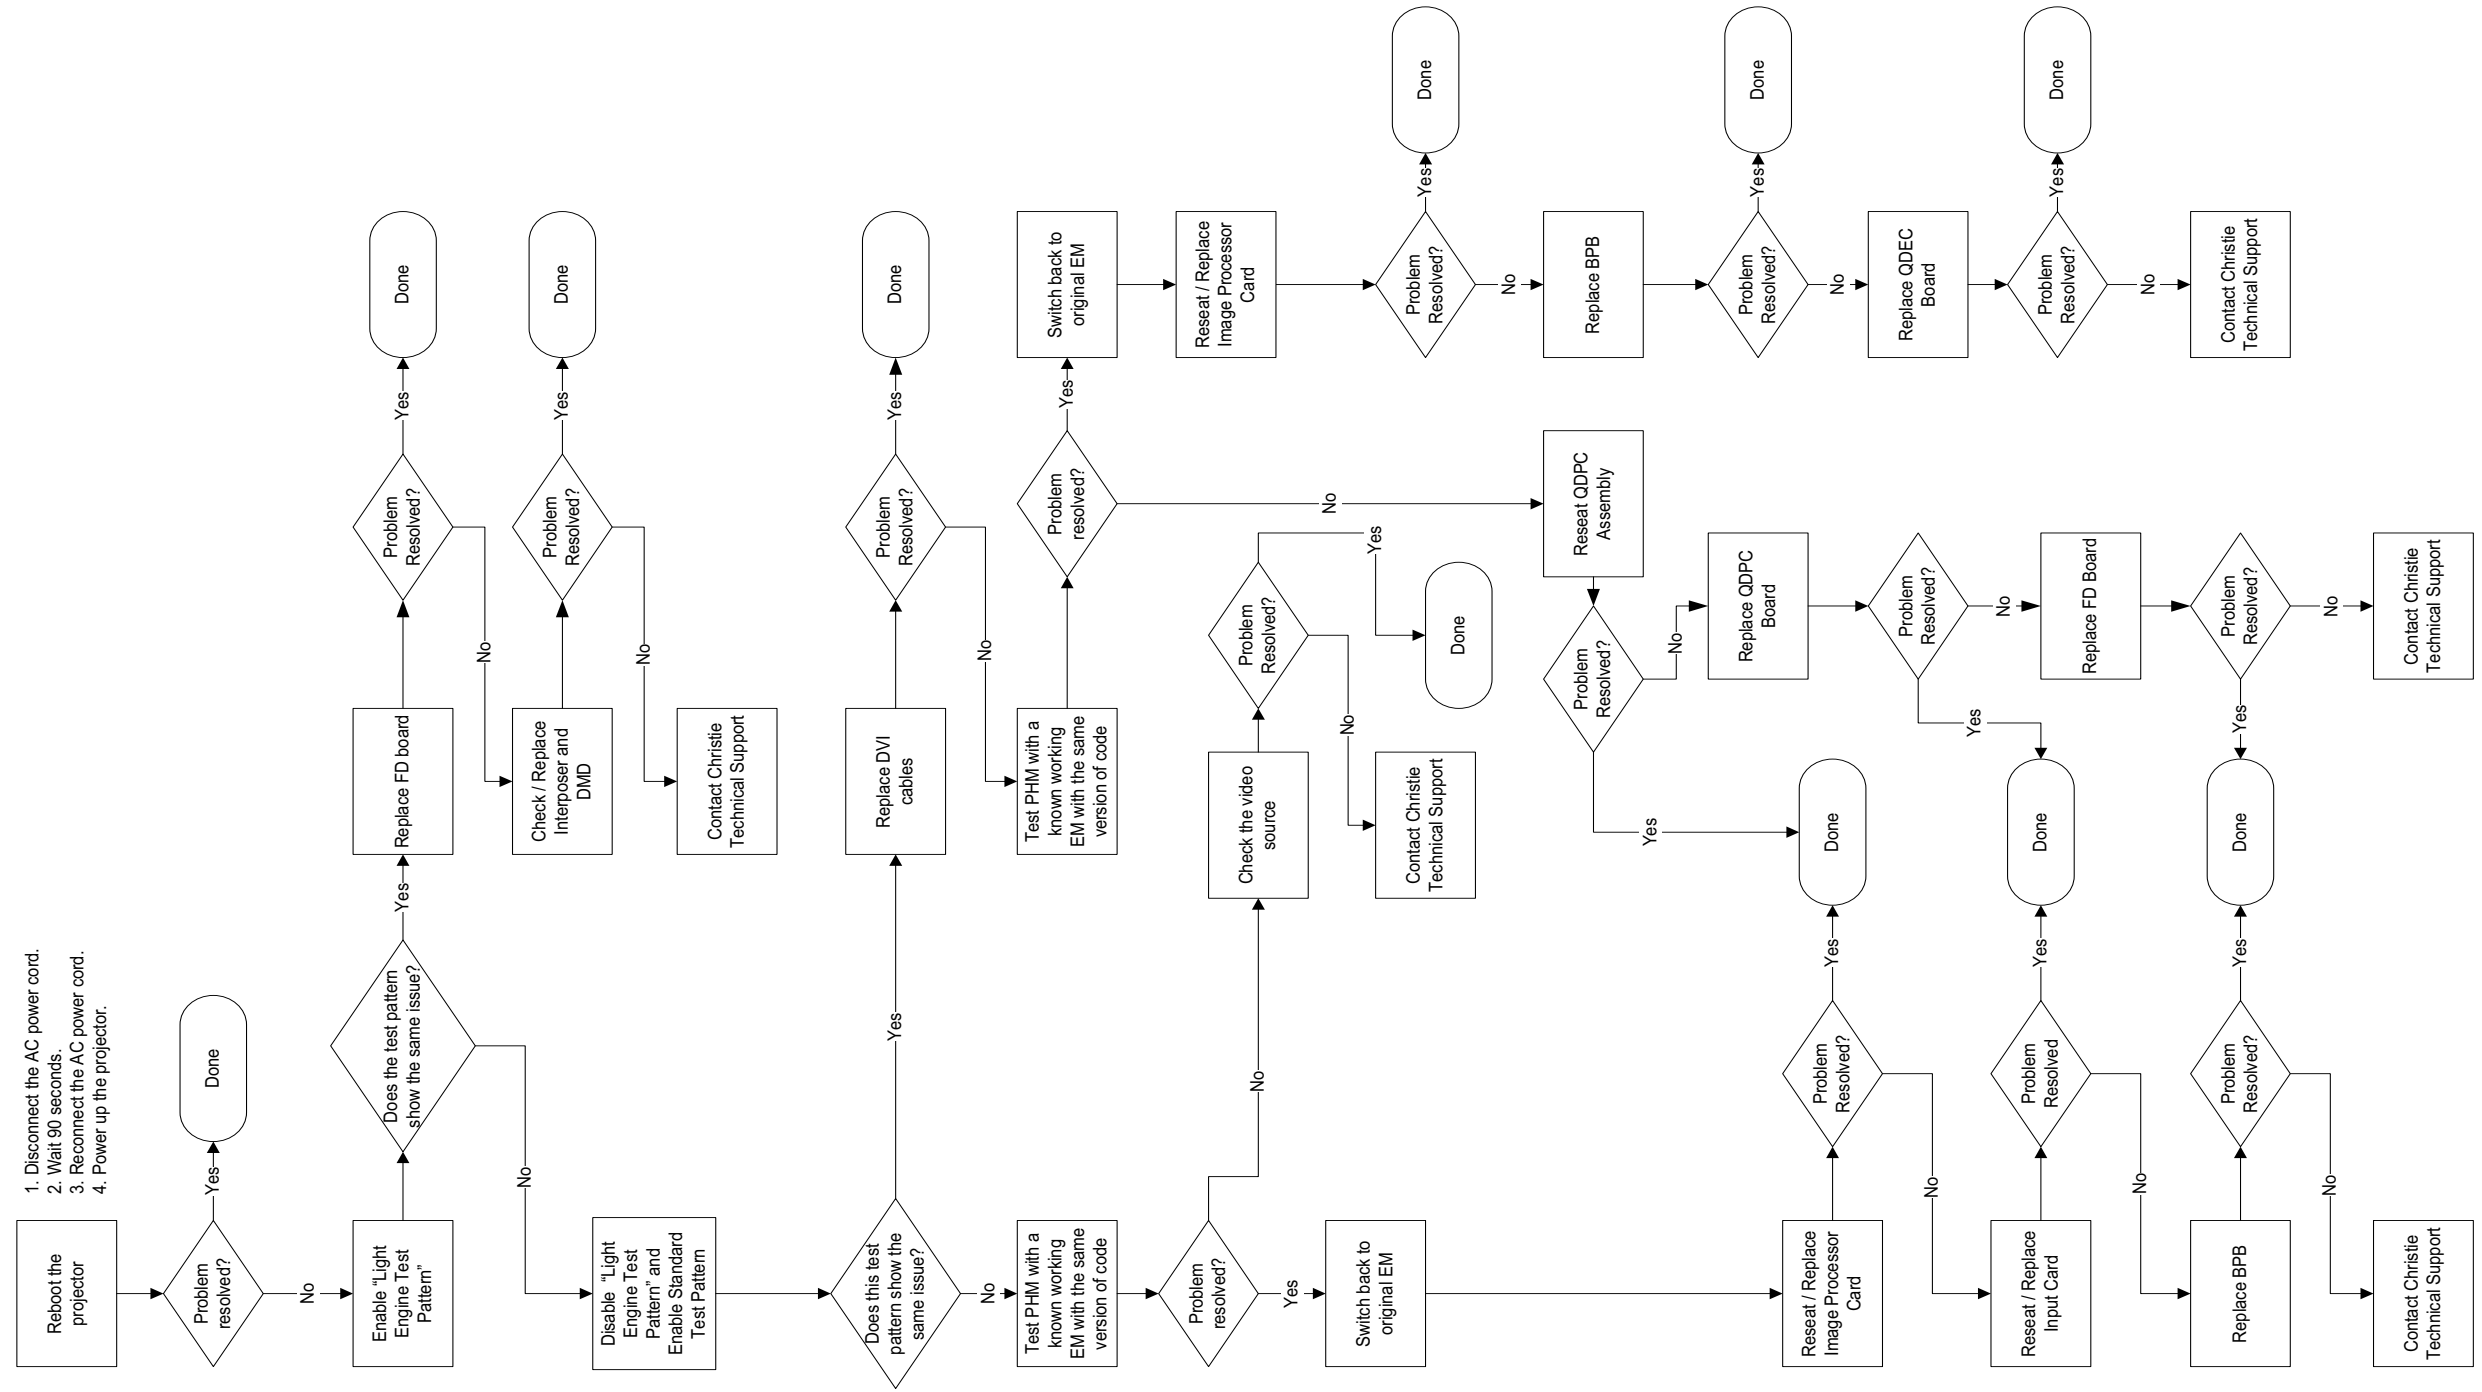 1. Disconnect the AC power cord.
2. Wait 90 seconds.
3. Reconnect the AC power cord.
4. Power up the projector.
Reboot the
projector
Problem
resolved?
Yes
Done
No
Enable “Light
Engine Test
Pattern”
Does the test pattern
show the same issue?
Yes
Replace FD board
Problem
Resolved?
Yes
Done
No
Check / Replace
Interposer and
DMD
Problem
Resolved?
Yes
Done
No
Contact Christie
Technical Support
No
Disable “Light
Engine Test
Pattern” and
Enable Standard
Test Pattern
Does this test
pattern show the
same issue?
Yes
Replace DVI
cables
Problem
Resolved?
Yes
Done
No
Test PHM with a
known working
EM with the same
version of code
Problem
resolved?
Yes
Switch back to
original EM
Reseat / Replace
Image Processor
Card
Problem
Resolved?
Yes
Done
No
Replace BPB
Problem
Resolved?
Yes
Done
No
Replace QDEC
Board
Problem
Resolved?
Yes
Done
No
Contact Christie
Technical Support
No
Reseat QDPC
Assembly
Problem
Resolved?
Yes
No
Replace QDPC
Board
Problem
Resolved?
Yes
No
Replace FD Board
Problem
Resolved?
Yes
No
Contact Christie
Technical Support
No
Test PHM with a
known working
EM with the same
version of code
Problem
resolved?
No
Check the video
source
Problem
Resolved?
Yes
Done
No
Contact Christie
Technical Support
Yes
Switch back to
original EM
Reseat / Replace
Image Processor
Card
Problem
Resolved?
Yes
Done
No
Reseat / Replace
Input Card
Problem
Resolved
Yes
Done
No
Replace BPB
Problem
Resolved?
Yes
Done
No
Contact Christie
Technical Support